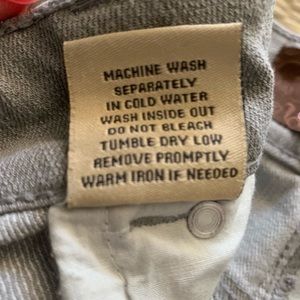 MACHINE WASH
SEPARATELY
IN COLD WATER
WASH INSIDE OUT
DO NOT BLEACH
TUMBLE DRY LOW
REMOVE PROMPTLY
WARM IRON IF NEEDED